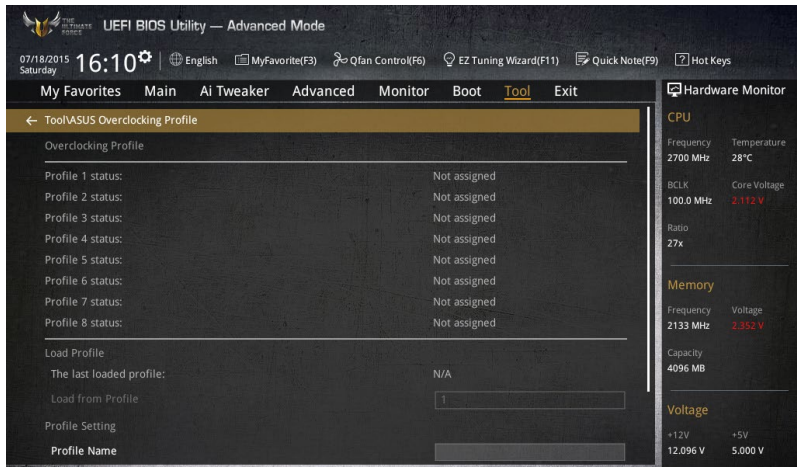 THE ULTIMATE FORCE
UEFI BIOS Utility — Advanced Mode
07/18/2015
Saturday
16:10
English
MyFavorite(F3)
Qfan Control(F6)
EZ Tuning Wizard(F11)
Quick Note(F9)
? Hot Keys
My Favorites Main Ai Tweaker Advanced Monitor Boot Tool Exit
Hardware Monitor
← Tool\ASUS Overclocking Profile
Overclocking Profile
Profile 1 status: Not assigned
Profile 2 status: Not assigned
Profile 3 status: Not assigned
Profile 4 status: Not assigned
Profile 5 status: Not assigned
Profile 6 status: Not assigned
Profile 7 status: Not assigned
Profile 8 status: Not assigned
Load Profile
The last loaded profile: N/A
Load from Profile 1
Profile Setting
Profile Name
CPU
Frequency Temperature
2700 MHz 28°C
BCLK Core Voltage
100.0 MHz 2.112 V
Ratio
27x
Memory
Frequency Voltage
2133 MHz 2.352 V
Capacity
4096 MB
Voltage
+12V +5V
12.096 V 5.000 V